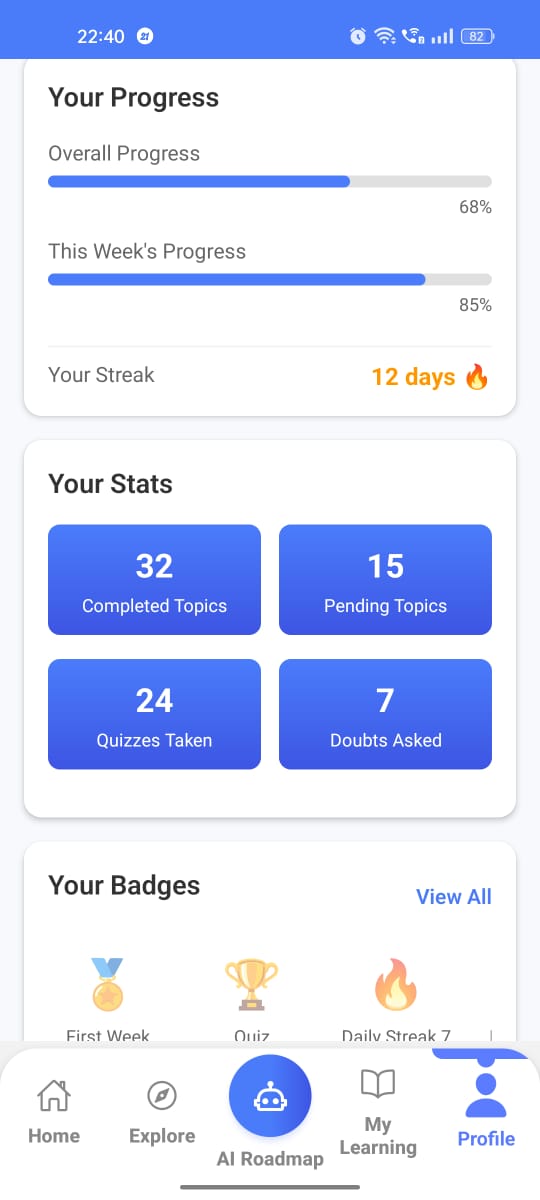 22:40 21 82
Your Progress
Overall Progress
68%
This Week's Progress
85%
Your Streak 12 days 🔥
Your Stats
32 15
Completed Topics Pending Topics
24 7
Quizzes Taken Doubts Asked
Your Badges
View All
First Week Quiz Daily Streak 7
Home Explore AI Roadmap My Learning Profile